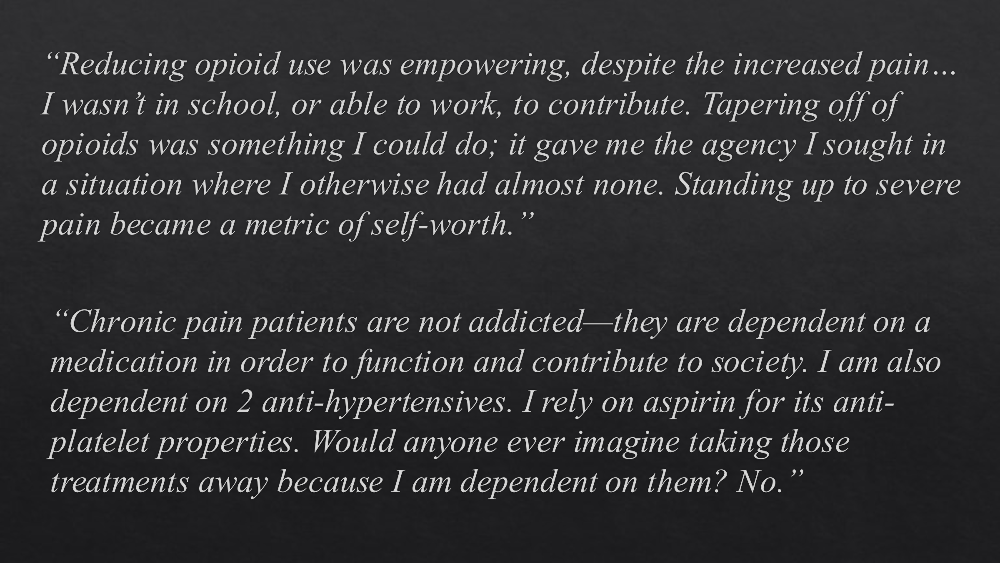 “Reducing opioid use was empowering, despite the increased pain…
I wasn’t in school, or able to work, to contribute. Tapering off of
opioids was something I could do; it gave me the agency I sought in
a situation where I otherwise had almost none. Standing up to severe
pain became a metric of self-worth.”
“Chronic pain patients are not addicted—they are dependent on a
medication in order to function and contribute to society. I am also
dependent on 2 anti-hypertensives. I rely on aspirin for its anti-
platelet properties. Would anyone ever imagine taking those
treatments away because I am dependent on them? No.”